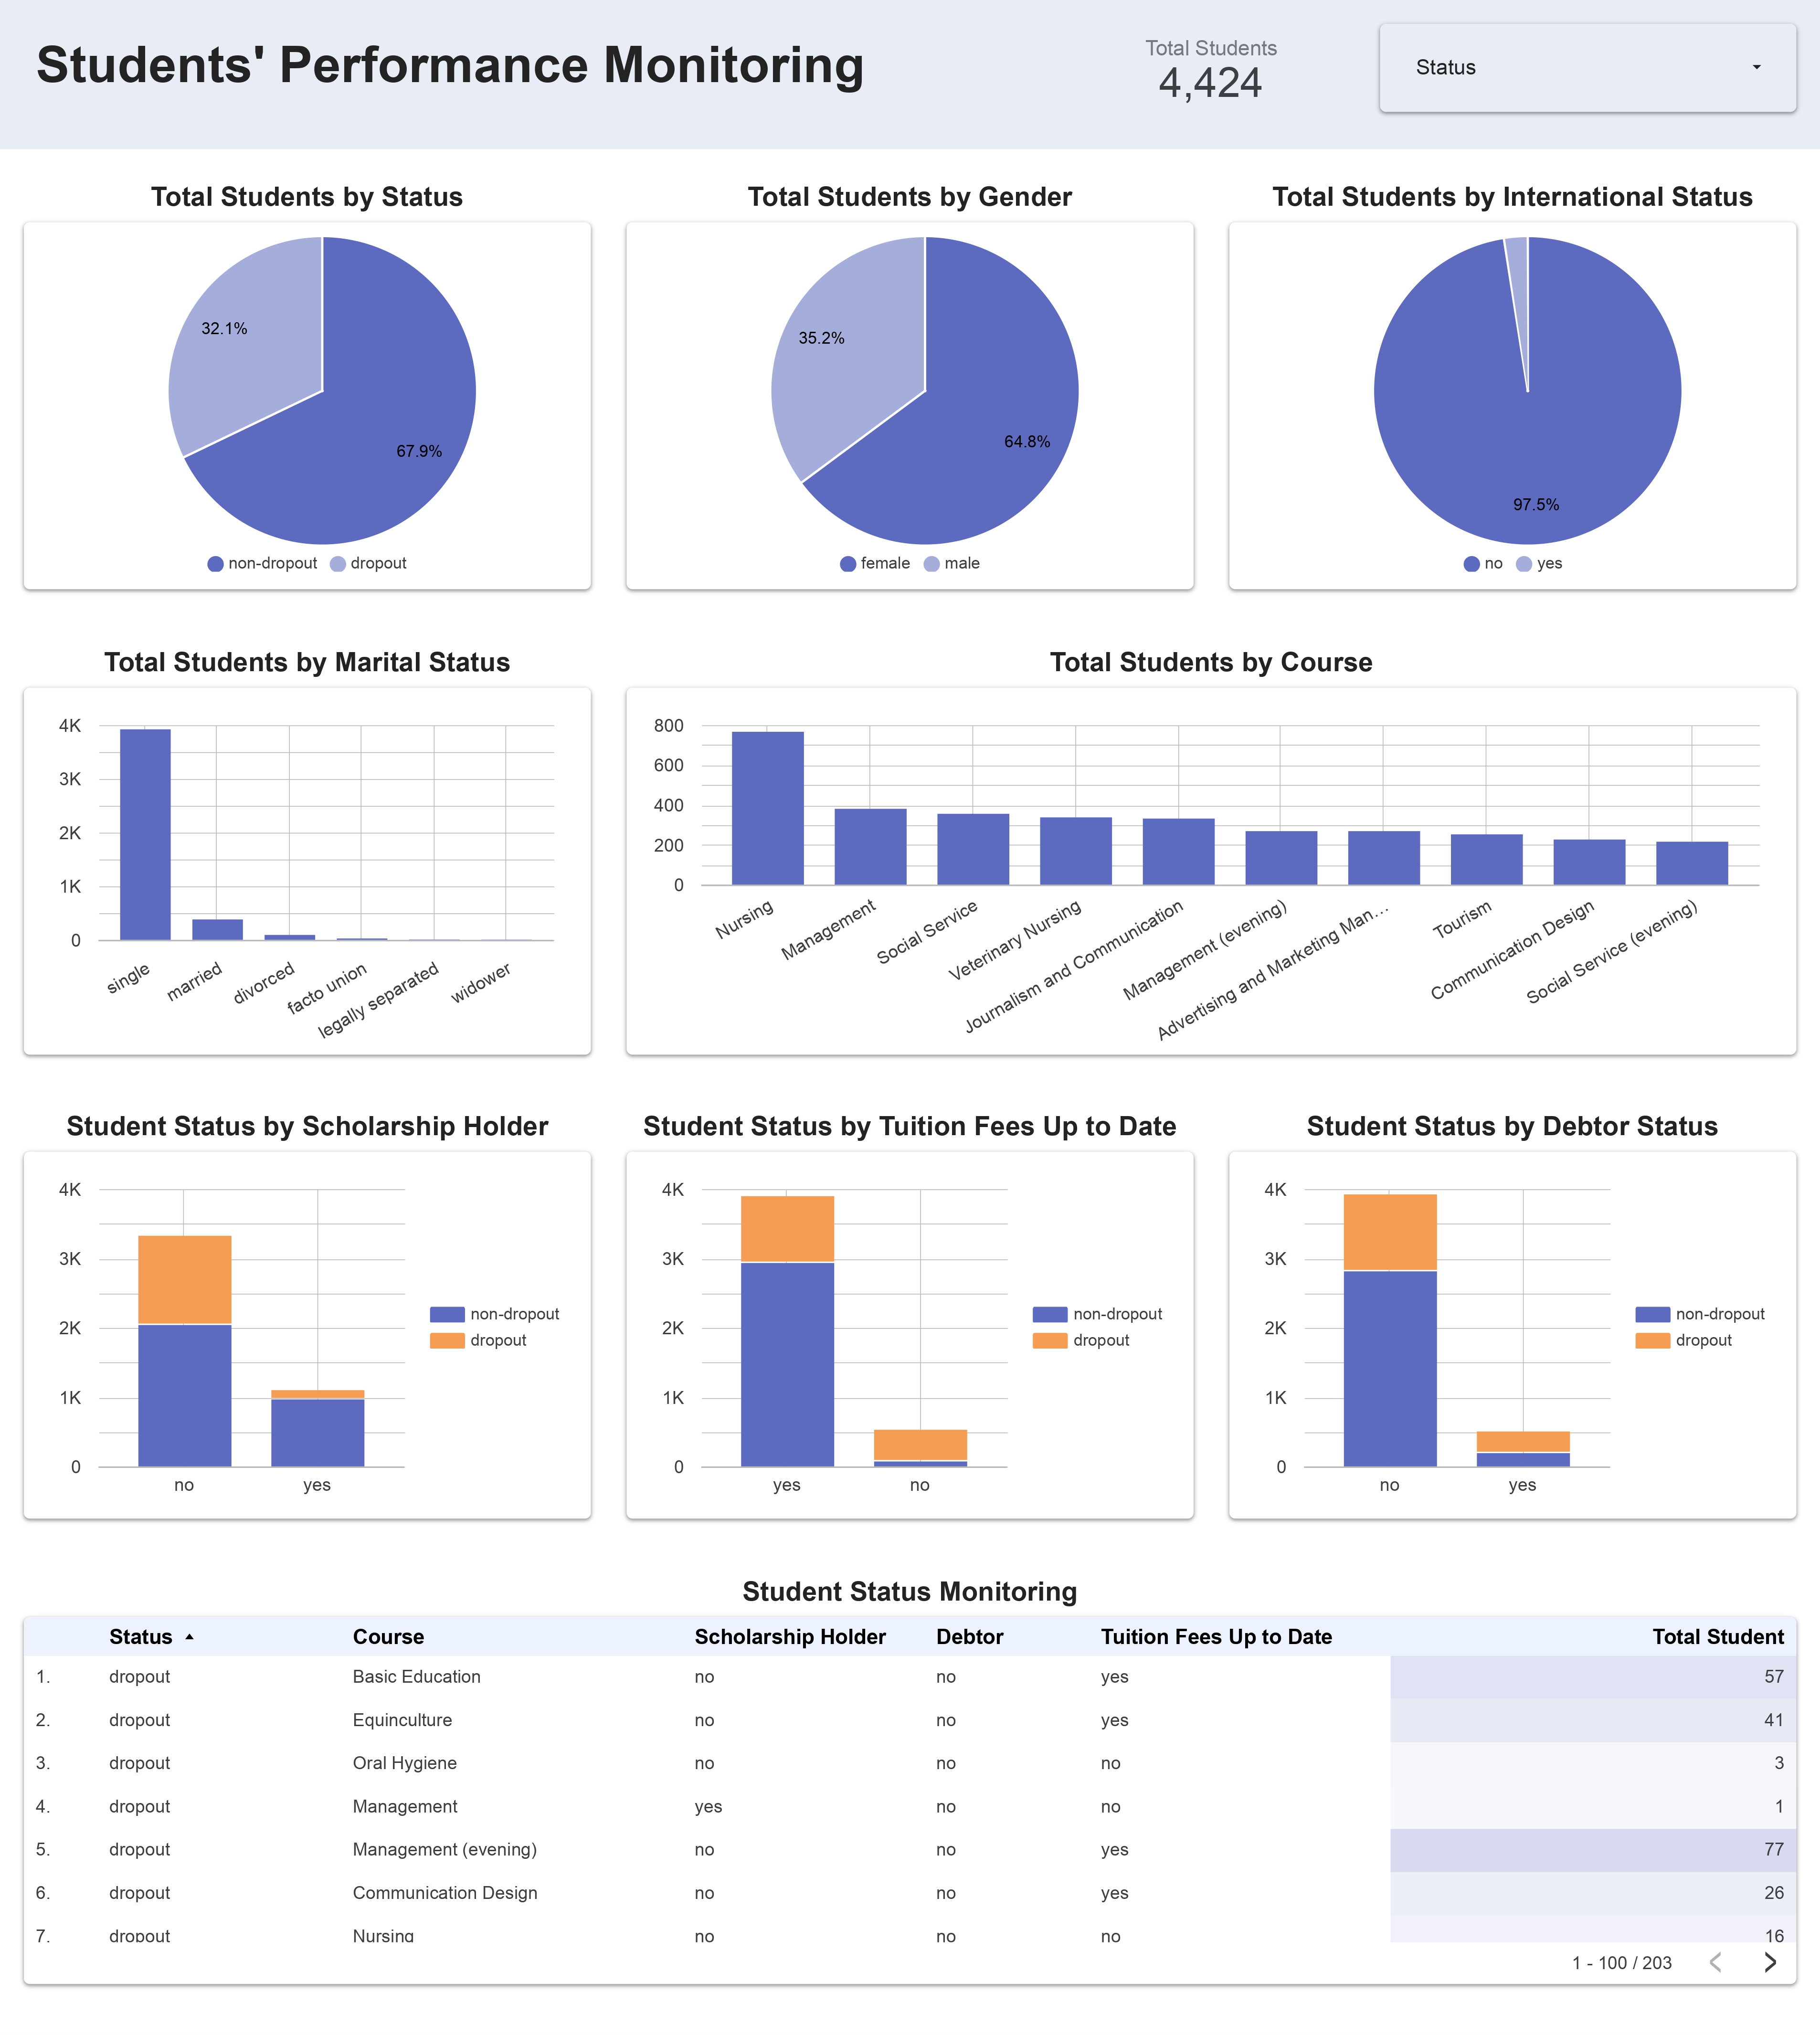 Students' Performance Monitoring
Total Students
4,424
Status
Total Students by Status
32.1%
67.9%
non-dropout dropout
Total Students by Gender
35.2%
64.8%
female male
Total Students by International Status
97.5%
no yes
Total Students by Marital Status
4K
3K
2K
1K
0
single married divorced facto union legally separated widower
Total Students by Course
800
600
400
200
0
Nursing Management Social Service Veterinary Nursing Journalism and Communication Management (evening) Advertising and Marketing Man... Tourism Communication Design Social Service (evening)
Student Status by Scholarship Holder
4K
3K
2K
1K
0
no yes
non-dropout
dropout
Student Status by Tuition Fees Up to Date
4K
3K
2K
1K
0
yes no
non-dropout
dropout
Student Status by Debtor Status
4K
3K
2K
1K
0
no yes
non-dropout
dropout
Student Status Monitoring
Status Course Scholarship Holder Debtor Tuition Fees Up to Date Total Student
1. dropout Basic Education no no yes 57
2. dropout Equinculture no no yes 41
3. dropout Oral Hygiene no no no 3
4. dropout Management yes no no 1
5. dropout Management (evening) no no yes 77
6. dropout Communication Design no no yes 26
7. dropout Nursing no no no 16
1 - 100 / 203